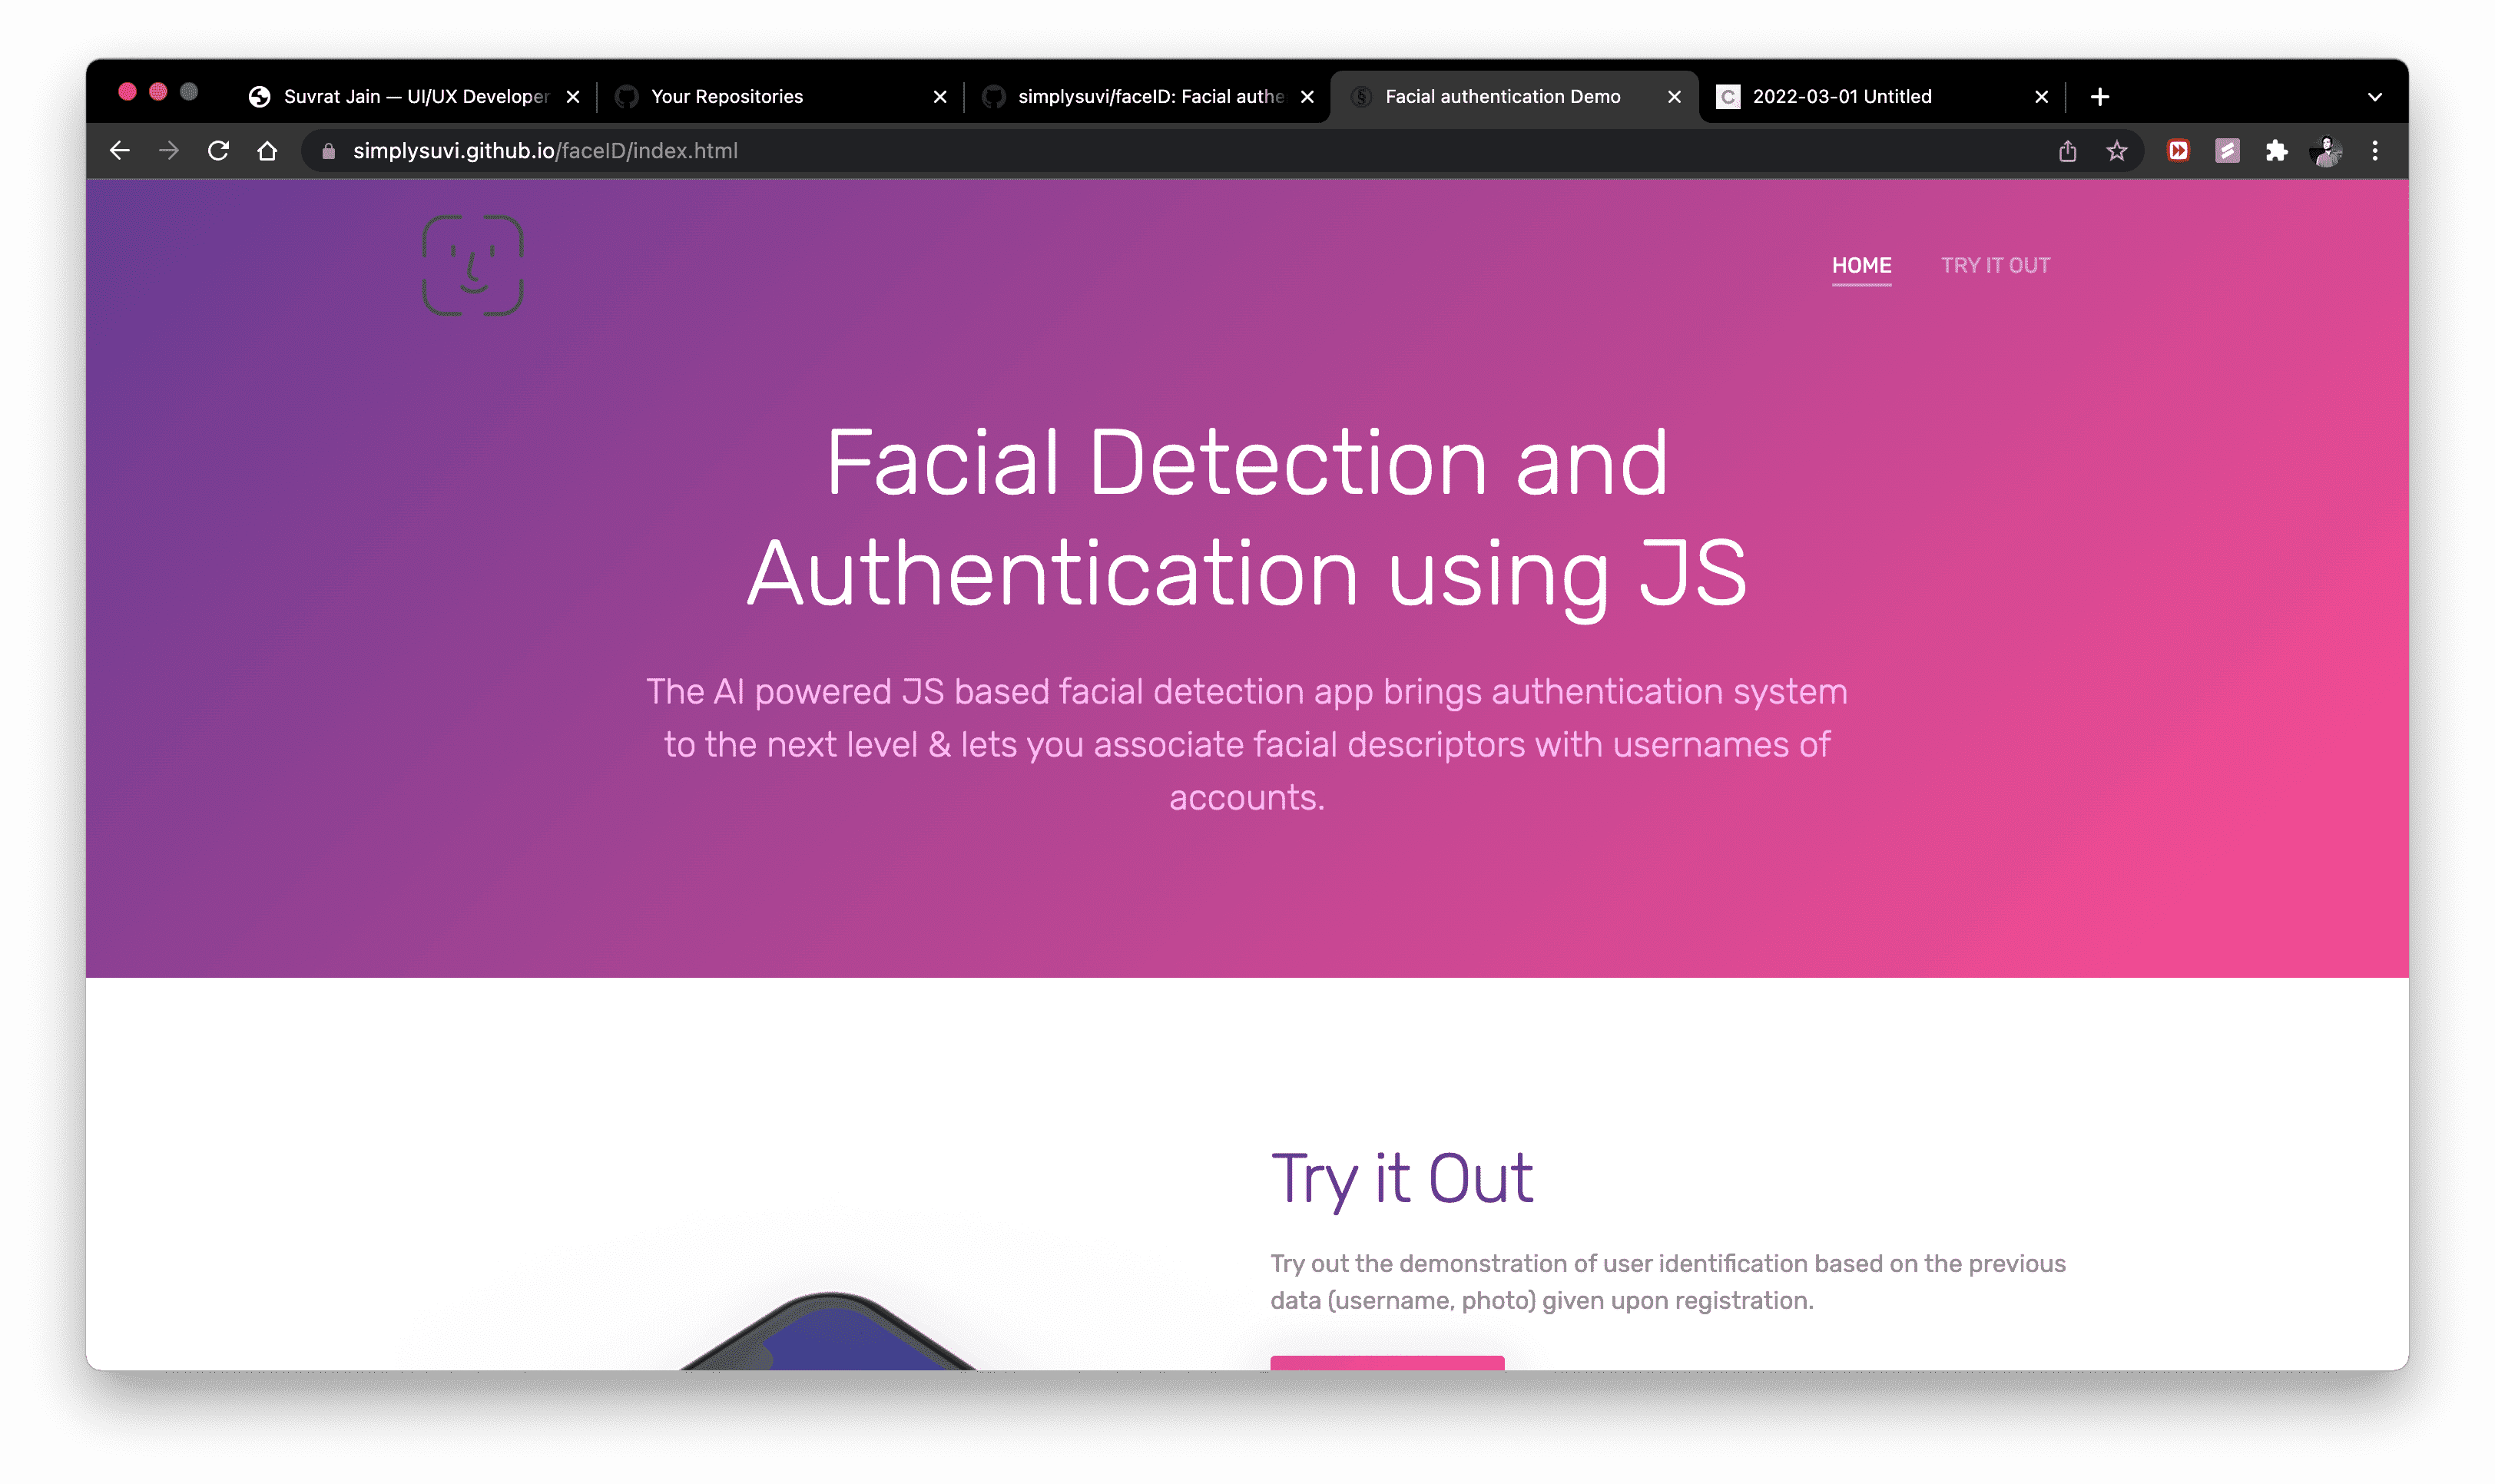 Suvrat Jain — UI/UX Developer
Your Repositories
simplysuvi/faceID: Facial authe
Facial authentication Demo
2022-03-01 Untitled
simplysuvi.github.io/faceID/index.html
HOME
TRY IT OUT
Facial Detection and
Authentication using JS
The AI powered JS based facial detection app brings authentication system
to the next level & lets you associate facial descriptors with usernames of
accounts.
Try it Out
Try out the demonstration of user identification based on the previous
data (username, photo) given upon registration.